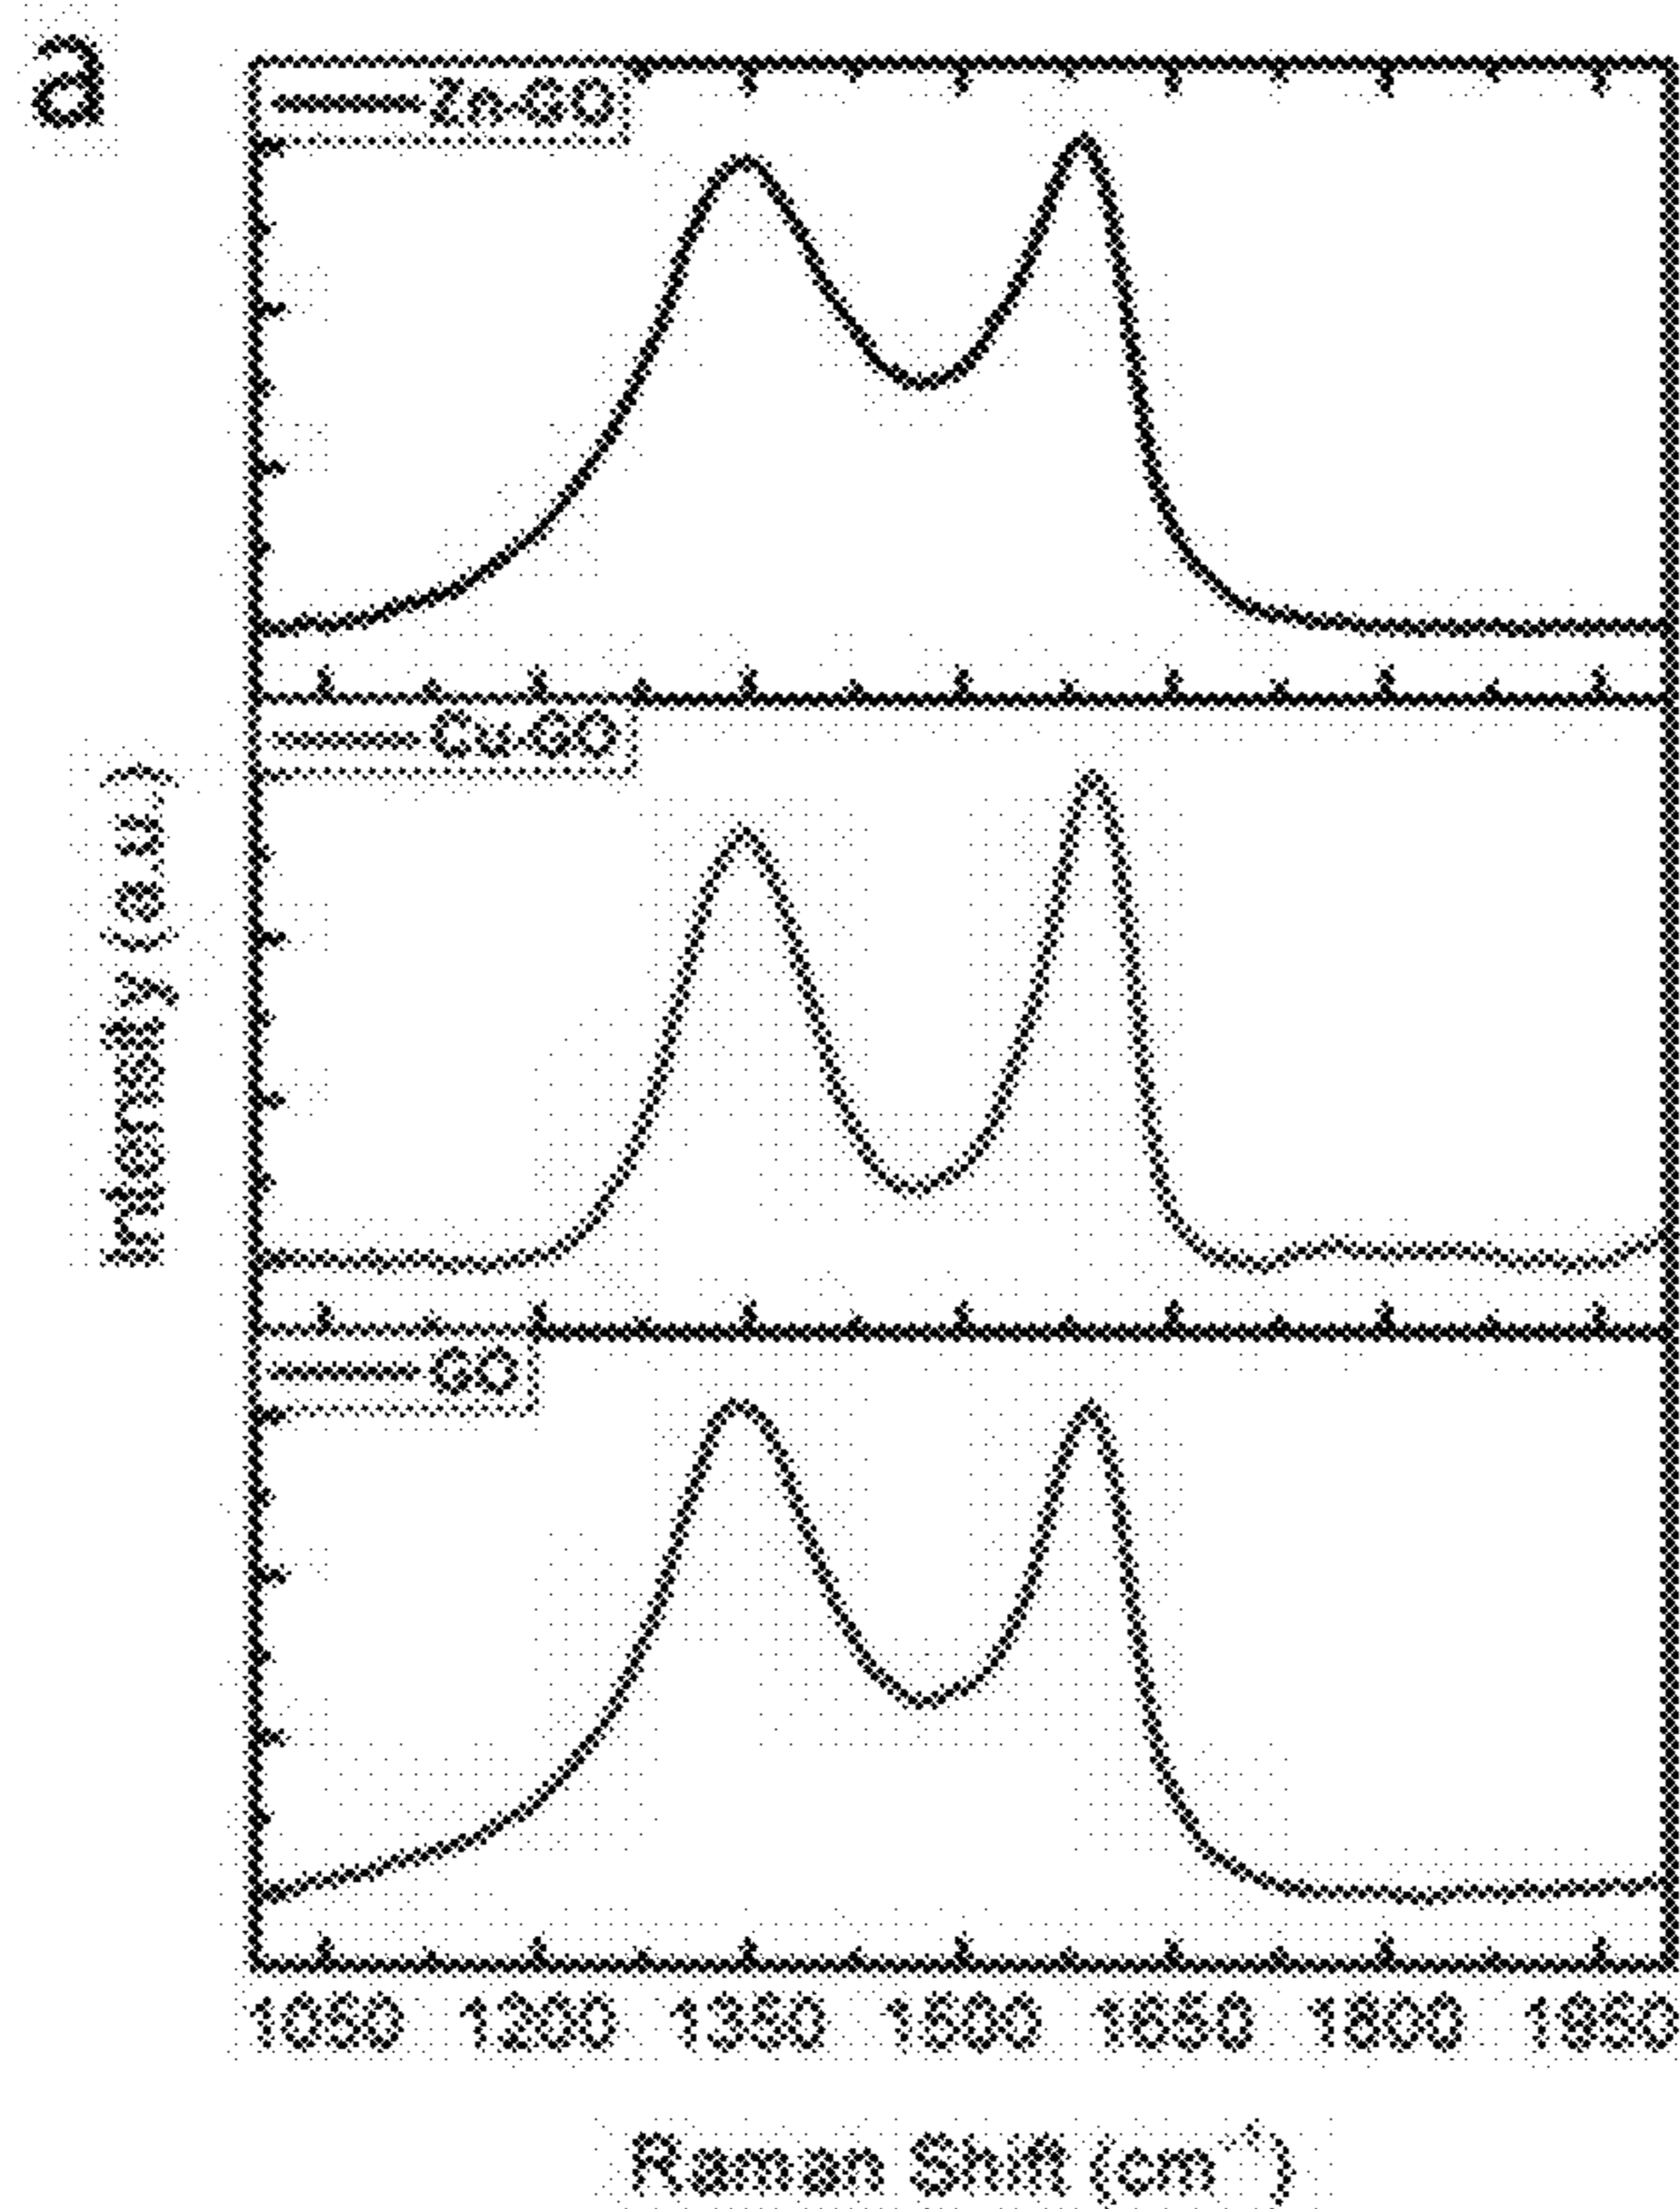 a
Zn-GO
Cu-GO
GO
Intensity (a.u.)
1050 1200 1350 1500 1650 1800 1950
Raman Shift (cm⁻¹)